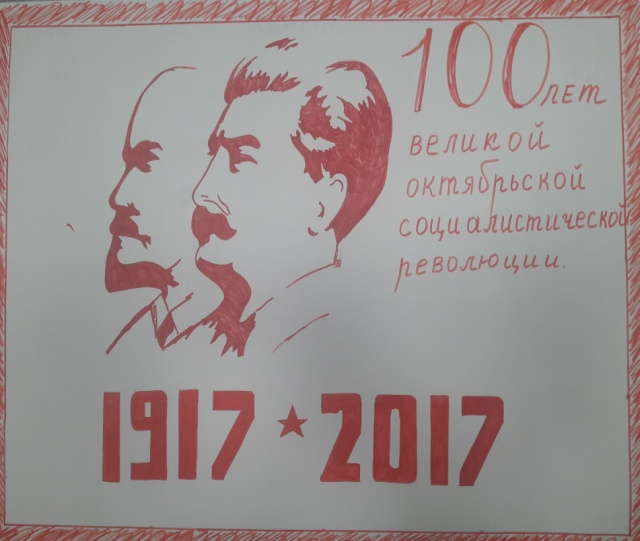 100 лет
великой
октябрьской
социалистической
революции.
1917 ★ 2017